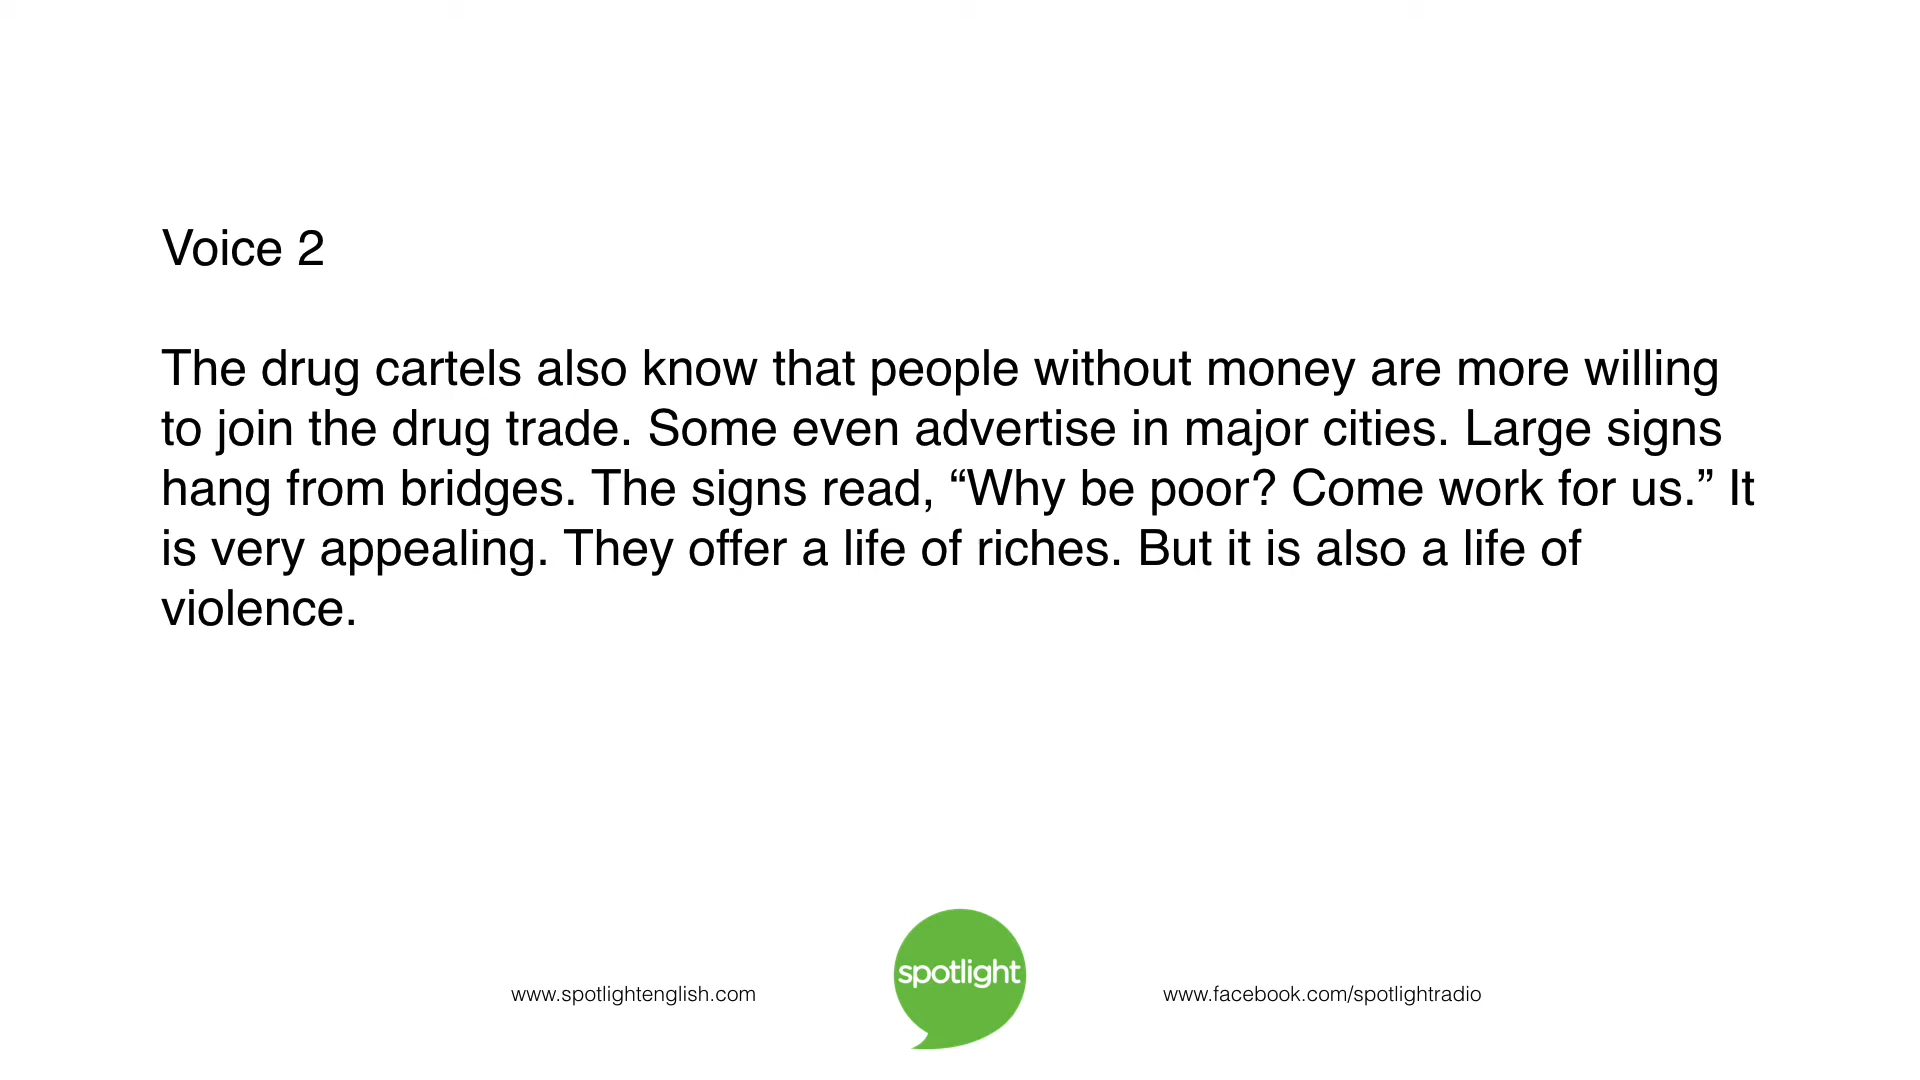 Voice 2
The drug cartels also know that people without money are more willing
to join the drug trade. Some even advertise in major cities. Large signs
hang from bridges. The signs read, “Why be poor? Come work for us.” It
is very appealing. They offer a life of riches. But it is also a life of
violence.
spotlight
www.spotlightenglish.com
www.facebook.com/spotlightradio